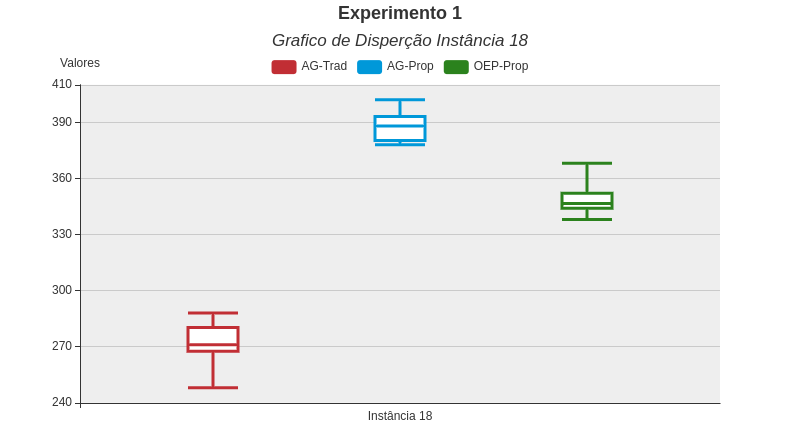 Experimento 1
Grafico de Disperção Instância 18
Valores
AG-Trad AG-Prop OEP-Prop
410
390
360
330
300
270
240
Instância 18